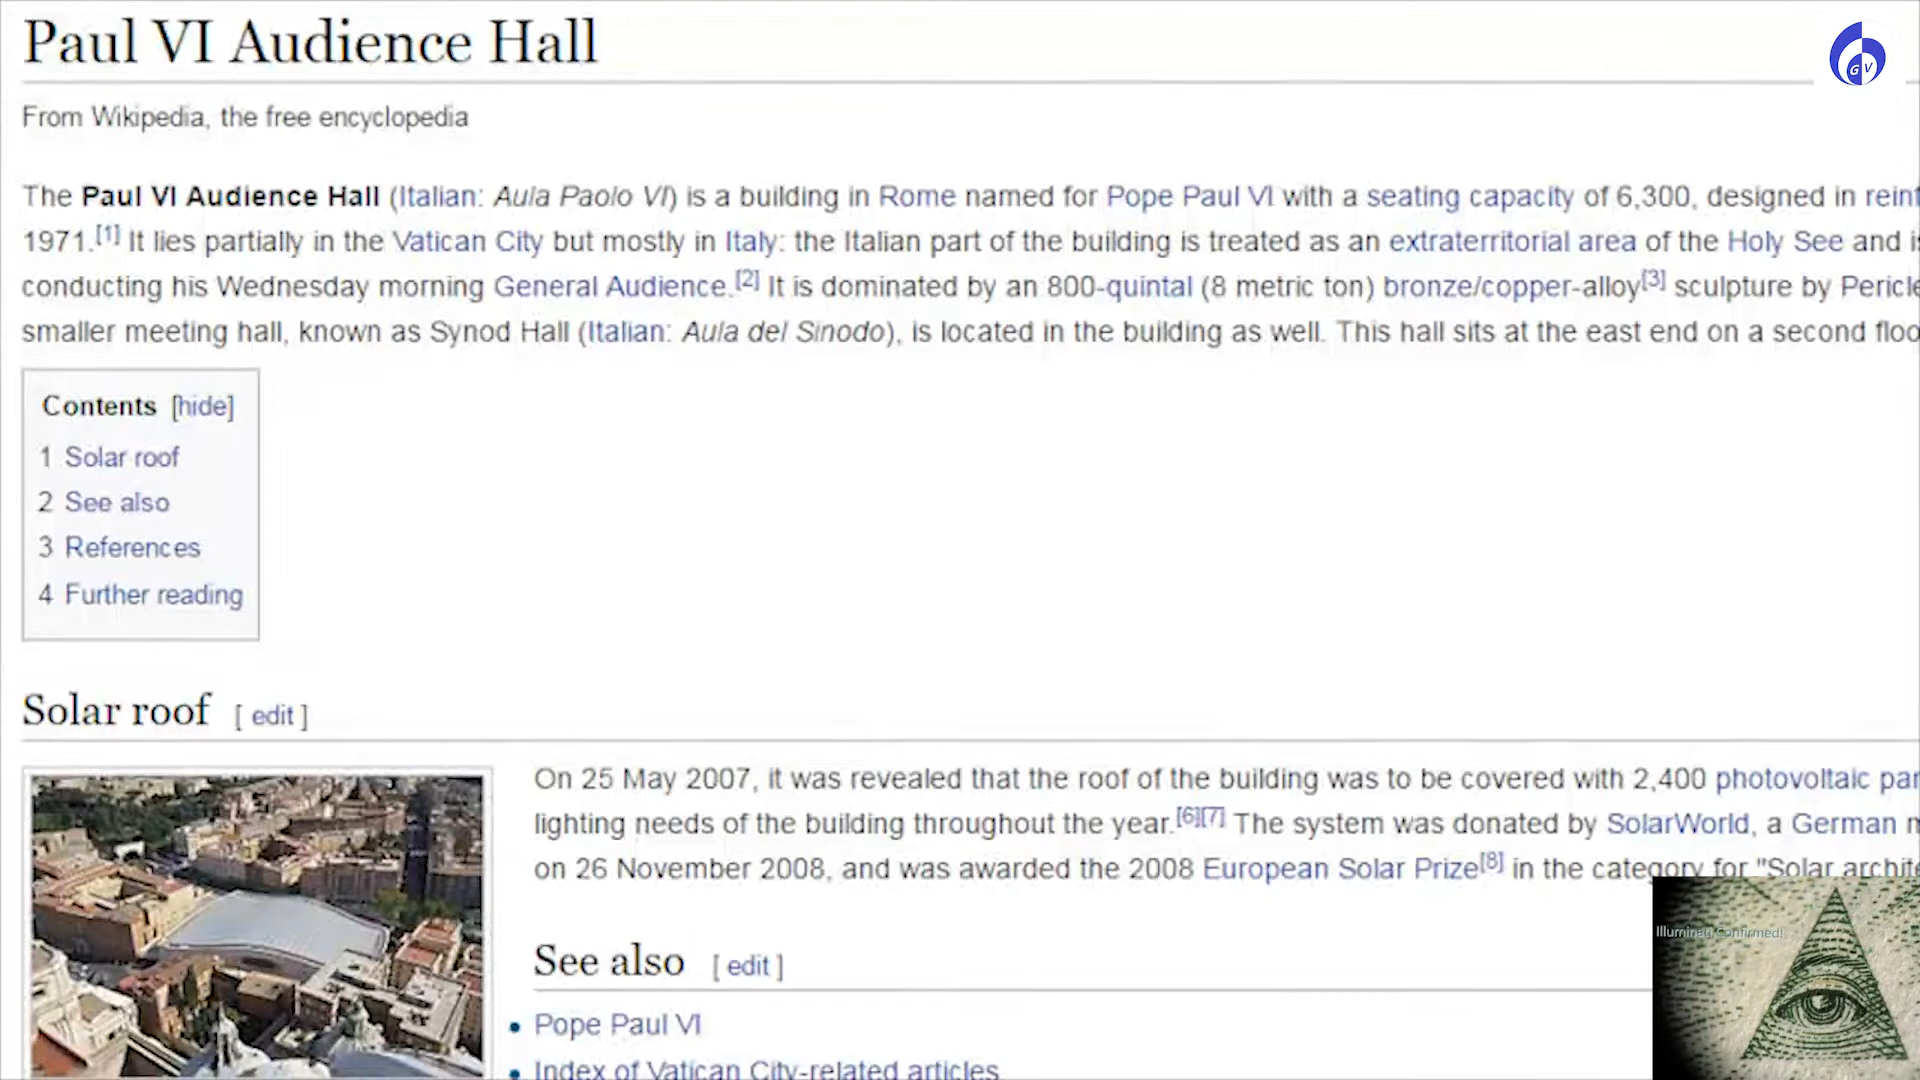 Paul VI Audience Hall
GV
From Wikipedia, the free encyclopedia
The Paul VI Audience Hall (Italian: Aula Paolo VI) is a building in Rome named for Pope Paul VI with a seating capacity of 6,300, designed in
1971.[1] It lies partially in the Vatican City but mostly in Italy: the Italian part of the building is treated as an extraterritorial area of the Holy See and
conducting his Wednesday morning General Audience.[2] It is dominated by an 800-quintal (8 metric ton) bronze/copper-alloy[3] sculpture by
smaller meeting hall, known as Synod Hall (Italian: Aula del Sinodo), is located in the building as well. This hall sits at the east end on a second
Contents [hide]
1 Solar roof
2 See also
3 References
4 Further reading
Solar roof [ edit ]
On 25 May 2007, it was revealed that the roof of the building was to be covered with 2,400 photovoltaic
lighting needs of the building throughout the year.[6][7] The system was donated by SolarWorld, a German
on 26 November 2008, and was awarded the 2008 European Solar Prize[8] in the category for "Solar
Illuminati Confirmed!
See also [ edit ]
• Pope Paul VI
• Index of Vatican City-related articles